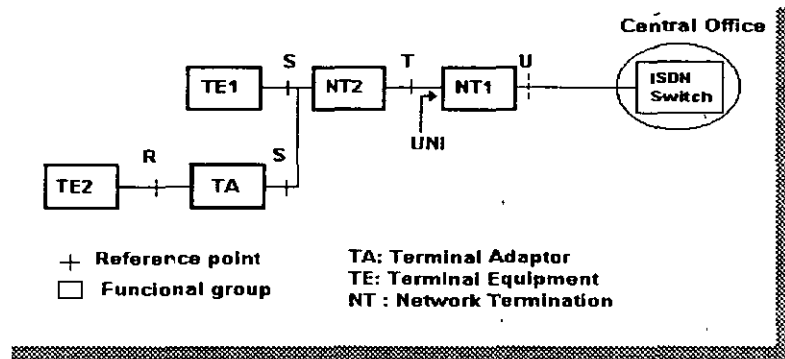 Central Office
S T U
TE1 NT2 NT1 ISDN
Switch
UNI
R S
TE2 TA
Reference point
Funcional group
TA: Terminal Adaptor
TE: Terminal Equipment
NT : Network Termination